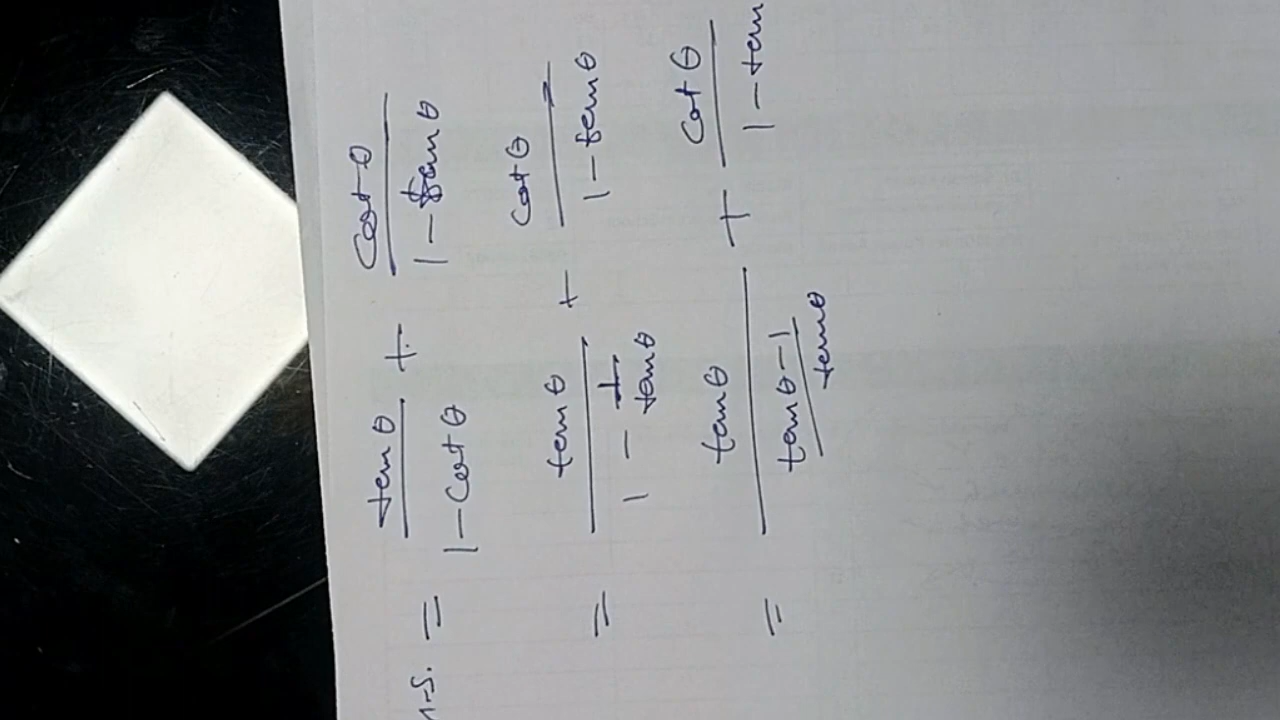 H.S. = tanθ / (1 - cotθ) + cotθ / (1 - tanθ)
= tanθ / (1 - 1/tanθ) + cotθ / (1 - tanθ)
= tanθ / ((tanθ - 1)/tanθ) + cotθ / (1 - tan